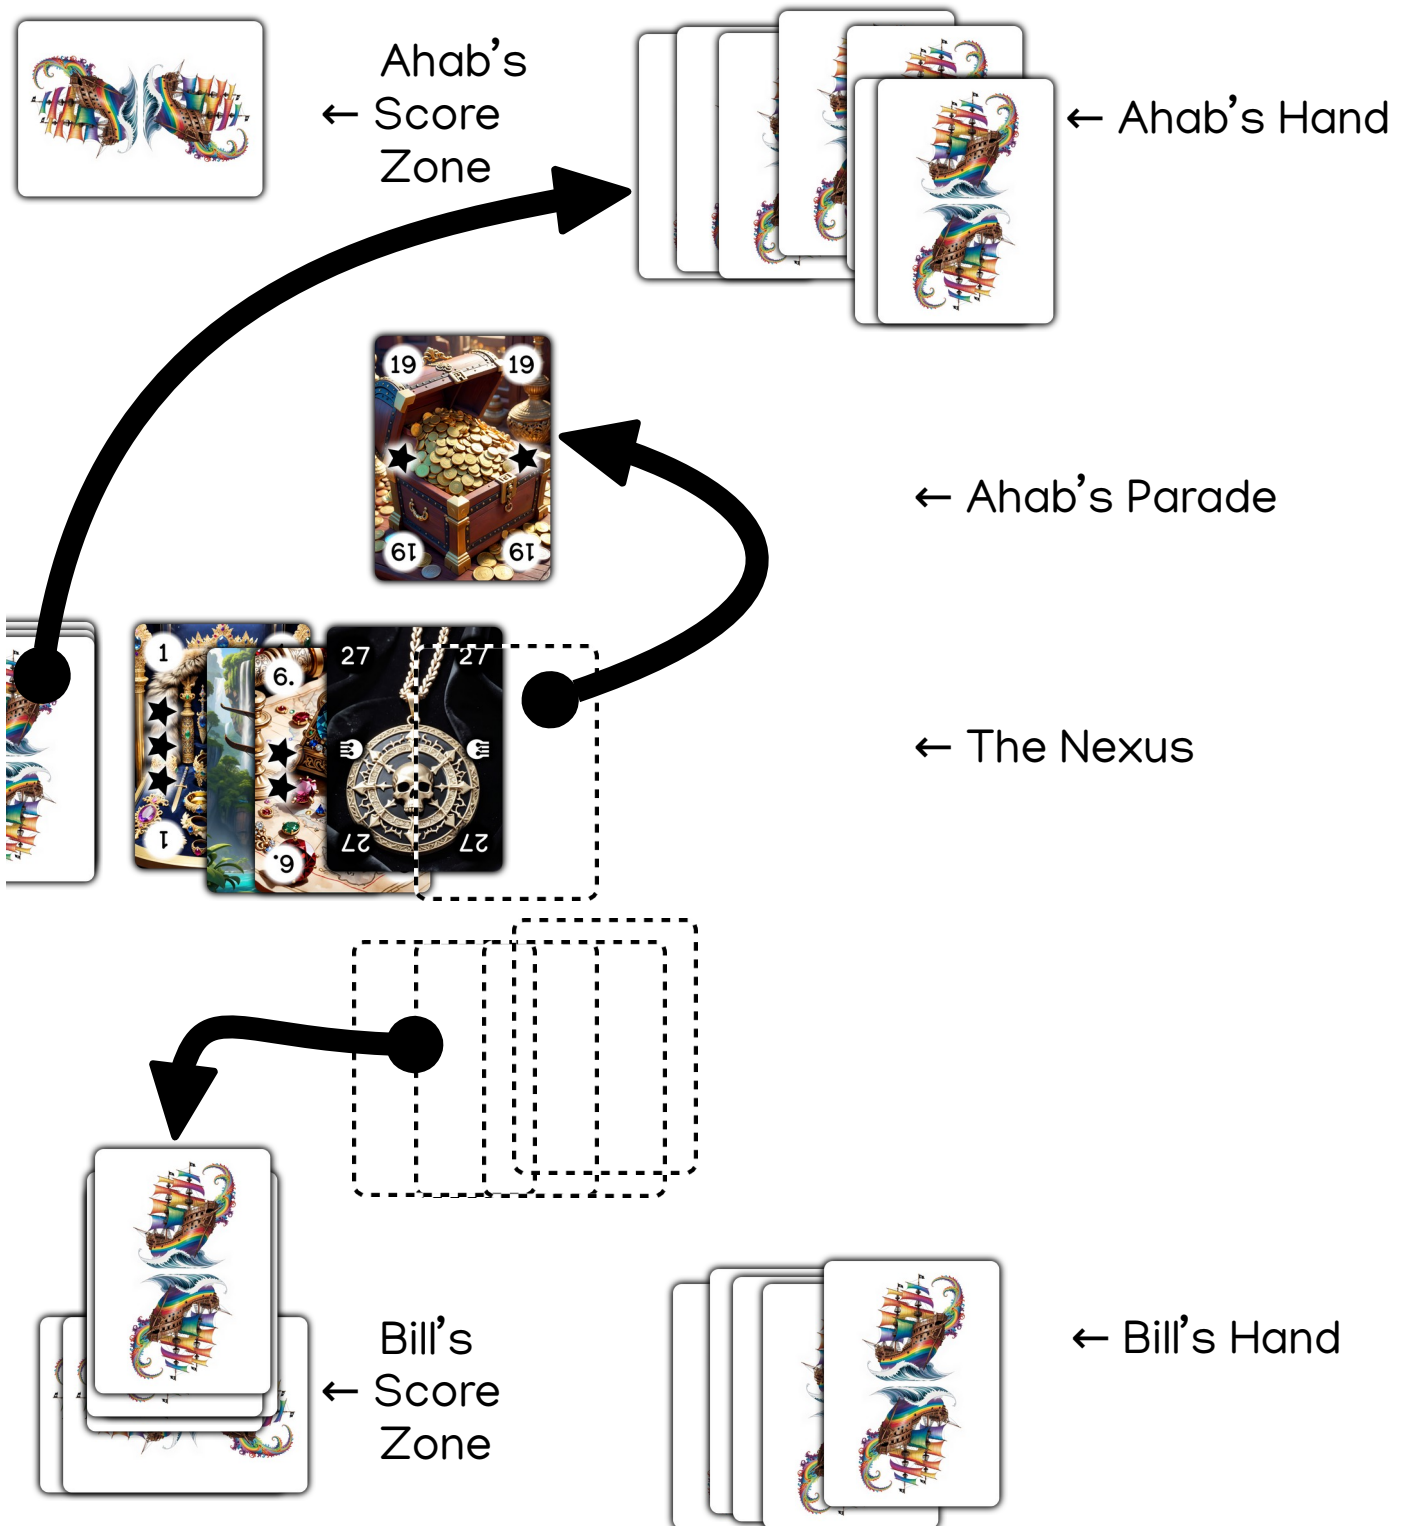 Ahab's
← Score
Zone
← Ahab's Hand
19 19
19 19
← Ahab's Parade
1
1
6.
6.
27 27
27 27
← The Nexus
Bill's
← Score
Zone
← Bill's Hand